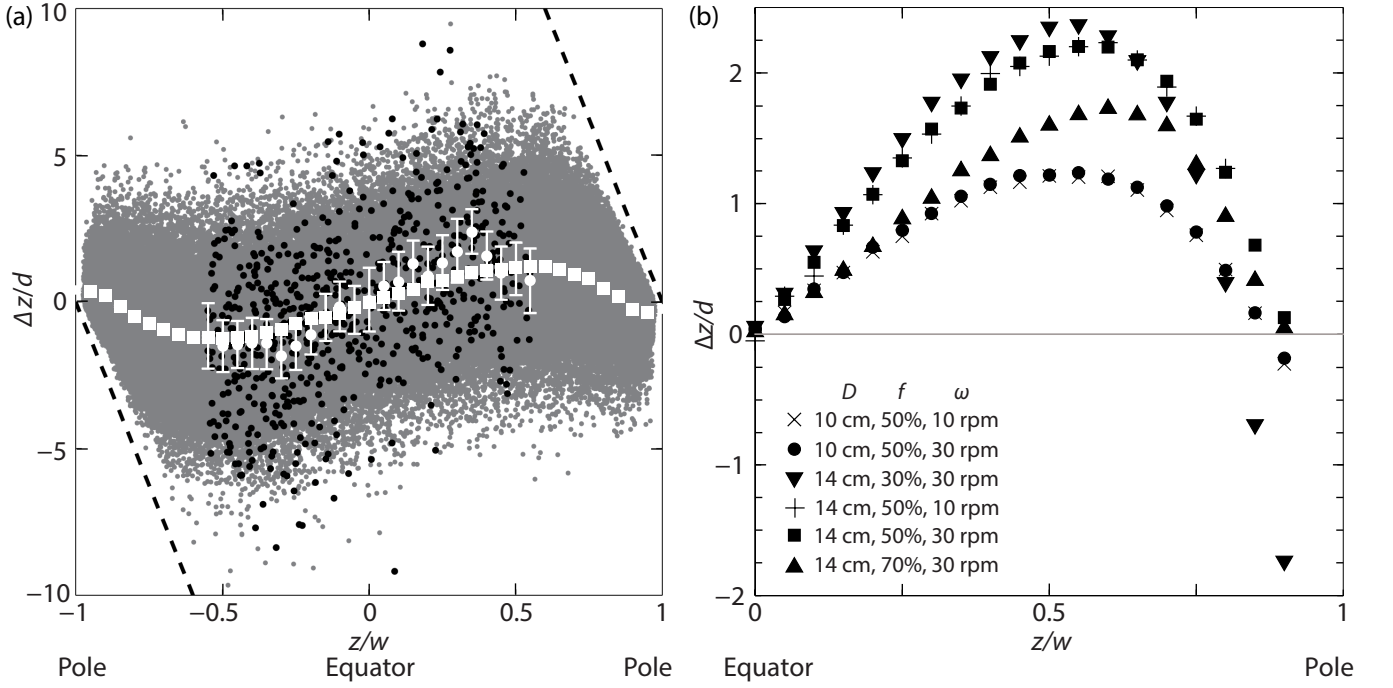 (a)
10
5
0
−5
−10
Δz/d
−1
−0.5
0
0.5
1
z/w
Pole
Equator
Pole
(b)
2
1
0
−1
−2
Δz/d
D f ω
10 cm, 50%, 10 rpm
10 cm, 50%, 30 rpm
14 cm, 30%, 30 rpm
14 cm, 50%, 10 rpm
14 cm, 50%, 30 rpm
14 cm, 70%, 30 rpm
0
0.5
1
z/w
Equator
Pole